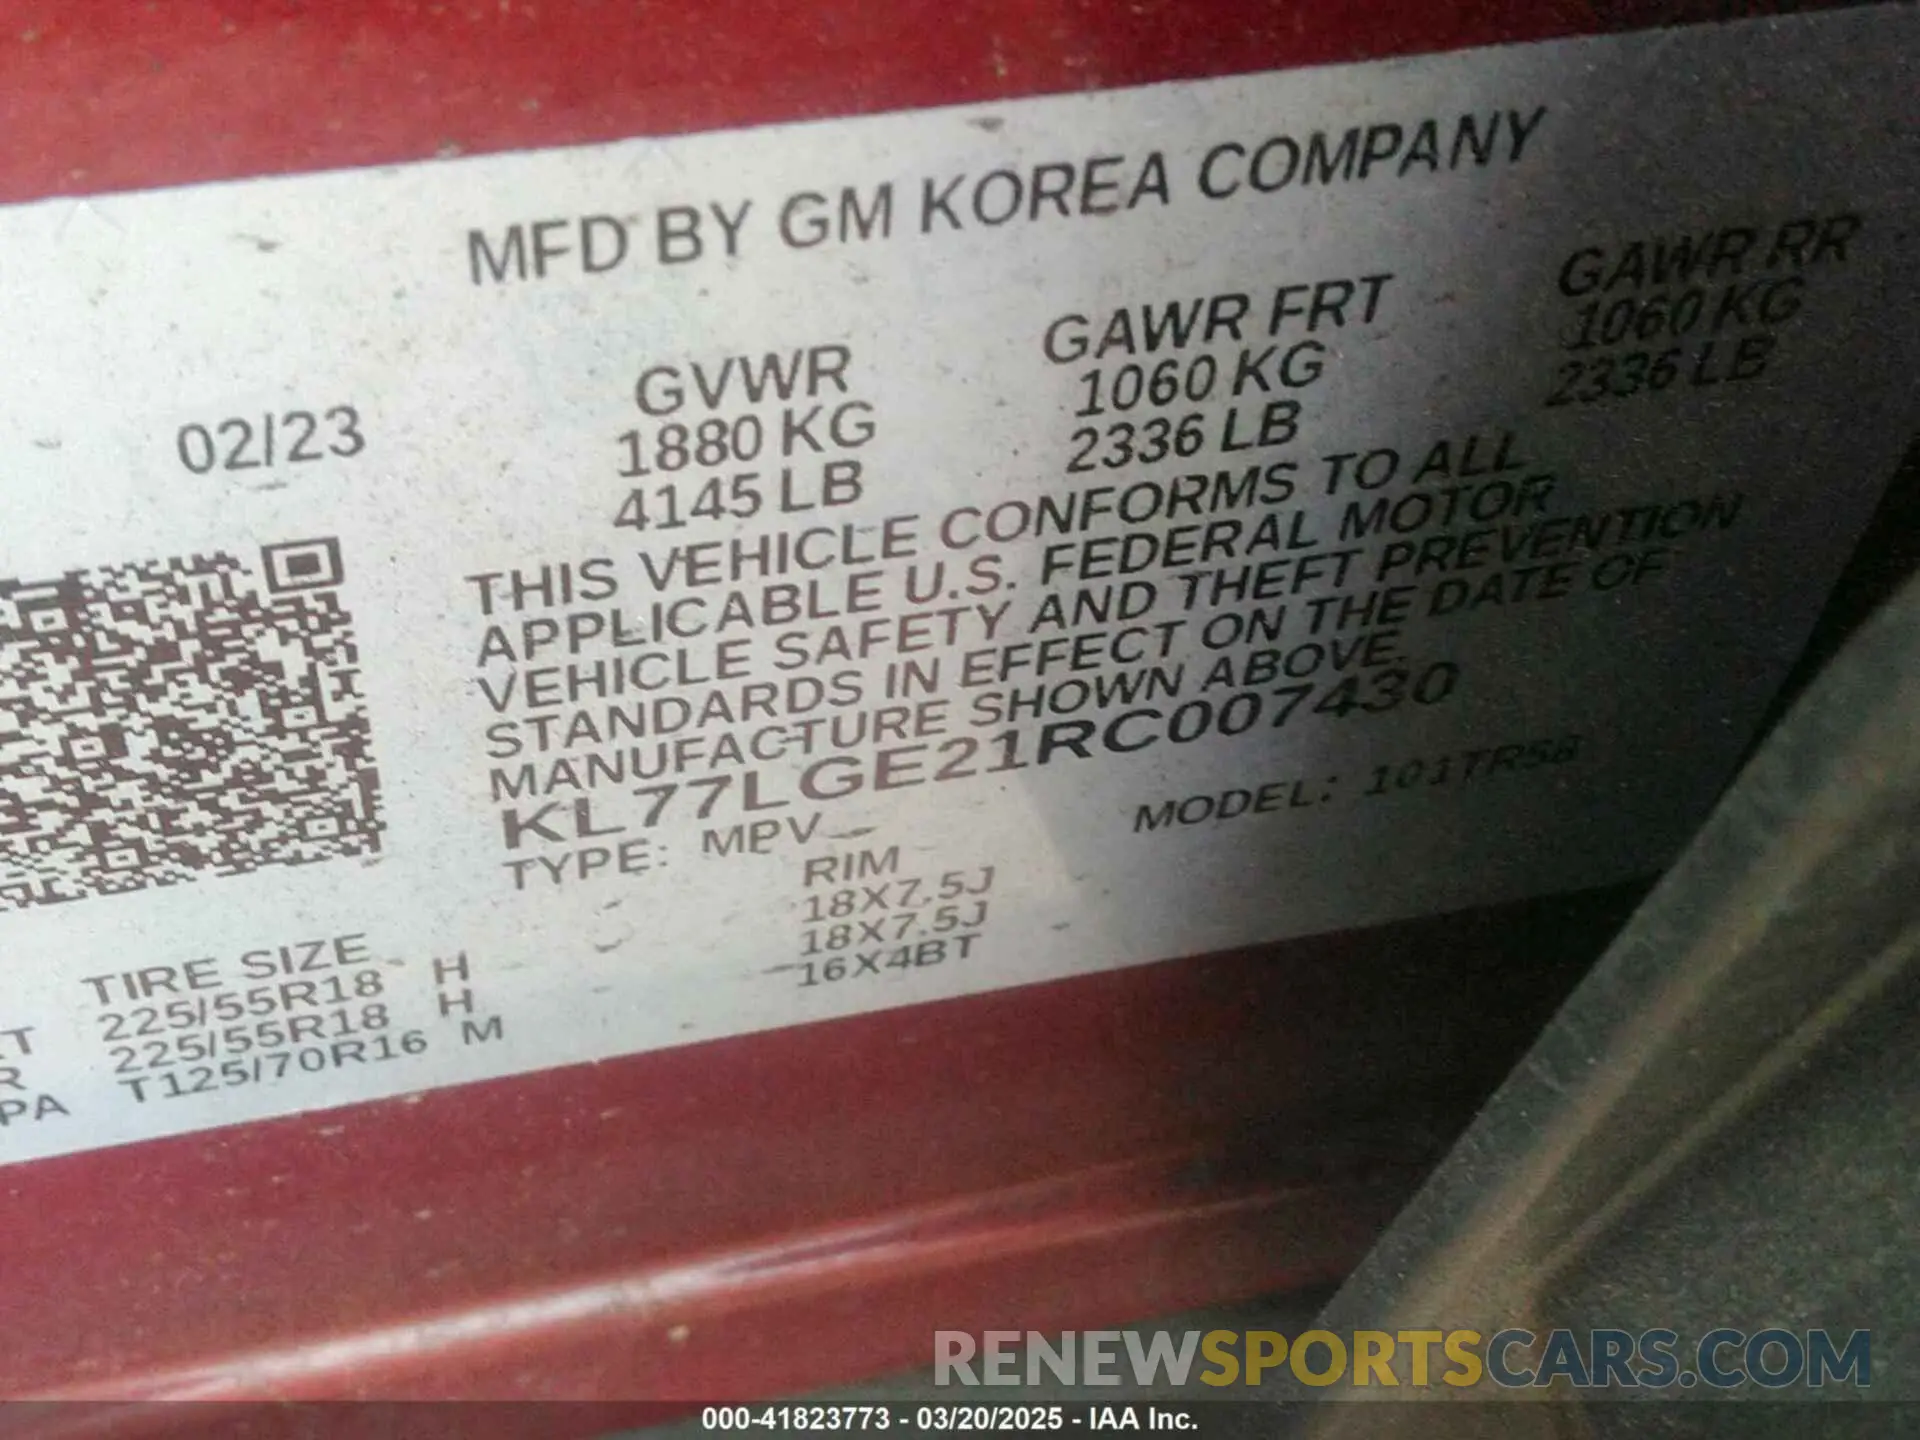 MFD BY GM KOREA COMPANY
02/23 GVWR GAWR FRT GAWR RR
1880 KG 1060 KG 1060 KG
4145 LB 2336 LB 2336 LB
THIS VEHICLE CONFORMS TO ALL
APPLICABLE U.S. FEDERAL MOTOR
VEHICLE SAFETY AND THEFT PREVENTION
STANDARDS IN EFFECT ON THE DATE OF
MANUFACTURE SHOWN ABOVE.
KL77LGE21RC007430
TYPE: MPV MODEL: 101TR58
TIRE SIZE RIM
225/55R18 H 18X7.5J
225/55R18 H 18X7.5J
T125/70R16 M 16X4BT
RENEWSPORTSCARS.COM
000-41823773 - 03/20/2025 - IAA Inc.